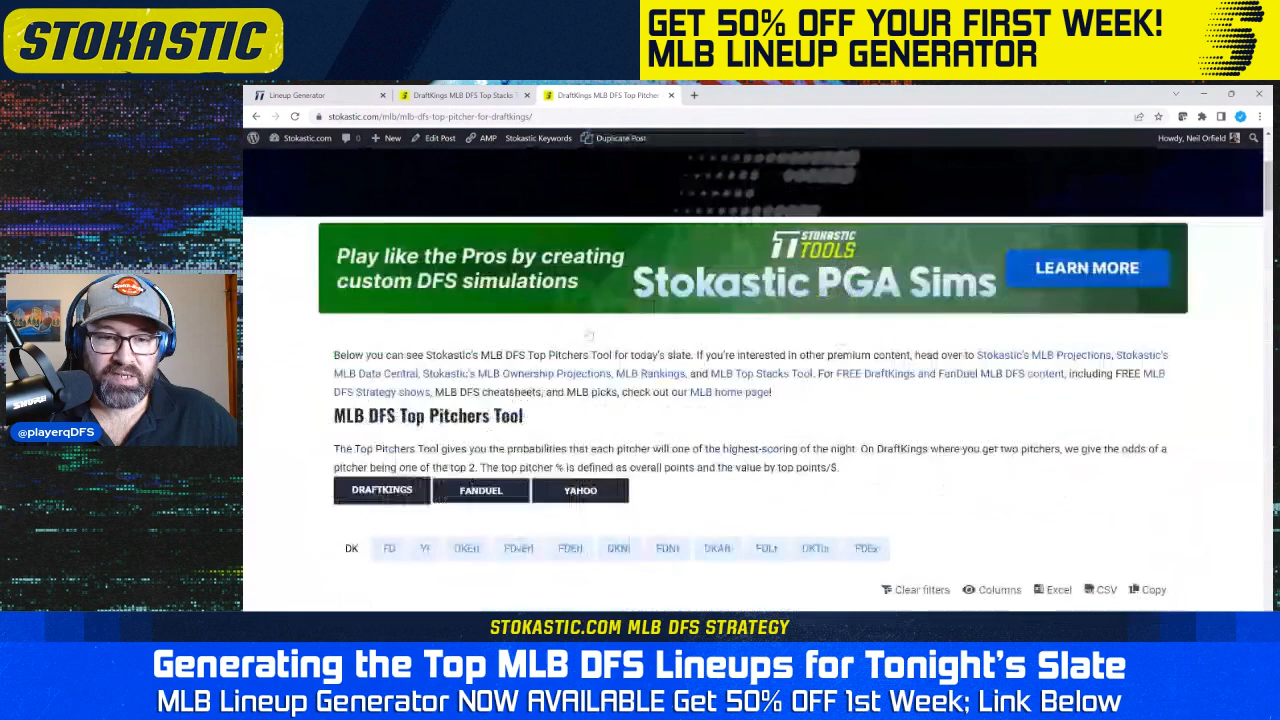 STOKASTIC
GET 50% OFF YOUR FIRST WEEK!
MLB LINEUP GENERATOR
Lineup Generator
DraftKings MLB DFS Top Stacks
DraftKings MLB DFS Top Pitcher
stokastic.com/mlb/mlb-dfs-top-pitcher-for-draftkings/
Stokastic.com 0 New Edit Post AMP Stokastic Keywords Duplicate Post Howdy, Neil Orfield
Play like the Pros by creating
custom DFS simulations
STOKASTIC
TOOLS
Stokastic PGA Sims
LEARN MORE
Below you can see Stokastic's MLB DFS Top Pitchers Tool for today's slate. If you're interested in other premium content, head over to Stokastic's MLB Projections, Stokastic's
MLB Data Central, Stokastic's MLB Ownership Projections, MLB Rankings, and MLB Top Stacks Tool. For FREE DraftKings and FanDuel MLB DFS content, including FREE MLB
DFS Strategy shows, MLB DFS cheatsheets, and MLB picks, check out our MLB home page!
MLB DFS Top Pitchers Tool
The Top Pitchers Tool gives you the probabilities that each pitcher will one of the highest-scoring of the night. On DraftKings where you get two pitchers, we give the odds of a
pitcher being one of the top 2. The top pitcher % is defined as overall points and the value by top points/$.
DRAFTKINGS FANDUEL YAHOO
DK FD
Clear filters Columns Excel CSV Copy
SHURE
@playerqDFS
STOKASTIC.COM MLB DFS STRATEGY
Generating the Top MLB DFS Lineups for Tonight's Slate
MLB Lineup Generator NOW AVAILABLE Get 50% OFF 1st Week; Link Below